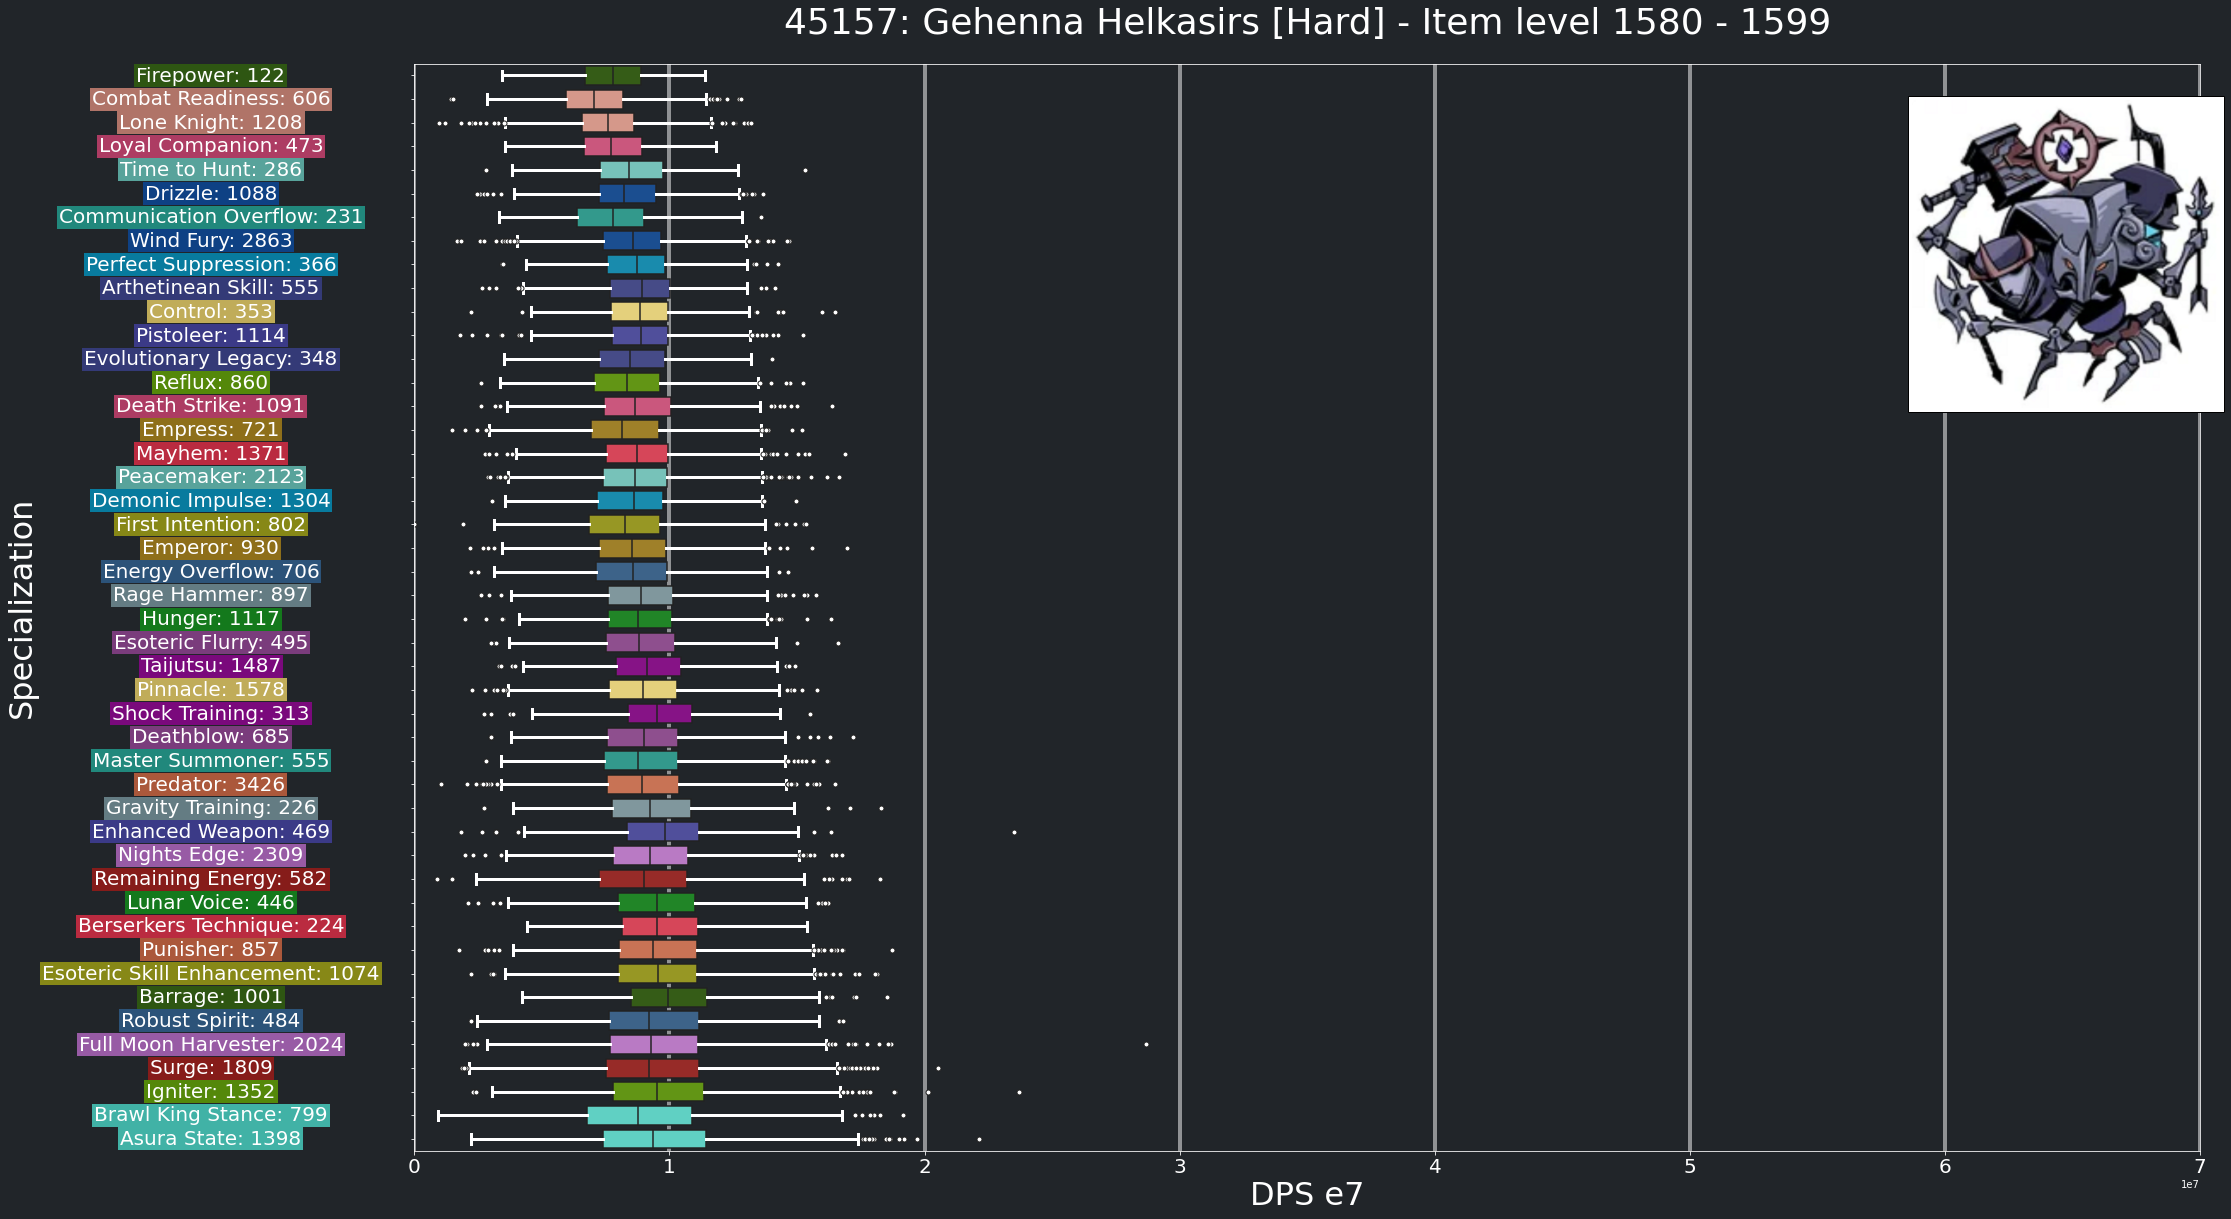 45157: Gehenna Helkasirs [Hard] - Item level 1580 - 1599
Specialization
Firepower: 122
Combat Readiness: 606
Lone Knight: 1208
Loyal Companion: 473
Time to Hunt: 286
Drizzle: 1088
Communication Overflow: 231
Wind Fury: 2863
Perfect Suppression: 366
Arthetinean Skill: 555
Control: 353
Pistoleer: 1114
Evolutionary Legacy: 348
Reflux: 860
Death Strike: 1091
Empress: 721
Mayhem: 1371
Peacemaker: 2123
Demonic Impulse: 1304
First Intention: 802
Emperor: 930
Energy Overflow: 706
Rage Hammer: 897
Hunger: 1117
Esoteric Flurry: 495
Taijutsu: 1487
Pinnacle: 1578
Shock Training: 313
Deathblow: 685
Master Summoner: 555
Predator: 3426
Gravity Training: 226
Enhanced Weapon: 469
Nights Edge: 2309
Remaining Energy: 582
Lunar Voice: 446
Berserkers Technique: 224
Punisher: 857
Esoteric Skill Enhancement: 1074
Barrage: 1001
Robust Spirit: 484
Full Moon Harvester: 2024
Surge: 1809
Igniter: 1352
Brawl King Stance: 799
Asura State: 1398
0 1 2 3 4 5 6 7
1e7
DPS e7